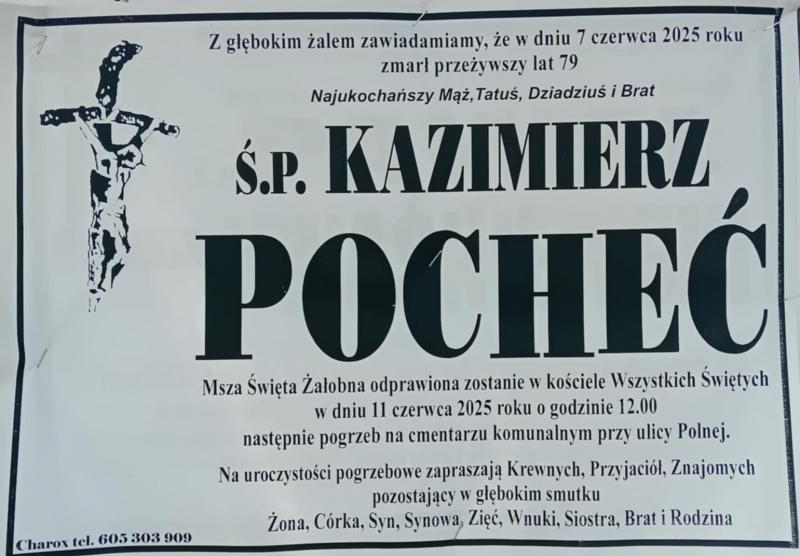 Z głębokim żalem zawiadamiamy, że w dniu 7 czerwca 2025 roku
zmarł przeżywszy lat 79
Najukochańszy Mąż,Tatuś, Dziadziuś i Brat
Ś.P. KAZIMIERZ
POCHEĆ
Msza Święta Żałobna odprawiona zostanie w kościele Wszystkich Świętych
w dniu 11 czerwca 2025 roku o godzinie 12.00
następnie pogrzeb na cmentarzu komunalnym przy ulicy Polnej.
Na uroczystości pogrzebowe zapraszają Krewnych, Przyjaciół, Znajomych
pozostający w głębokim smutku
Żona, Córka, Syn, Synowa, Zięć, Wnuki, Siostra, Brat i Rodzina
Charox tel. 605 303 909